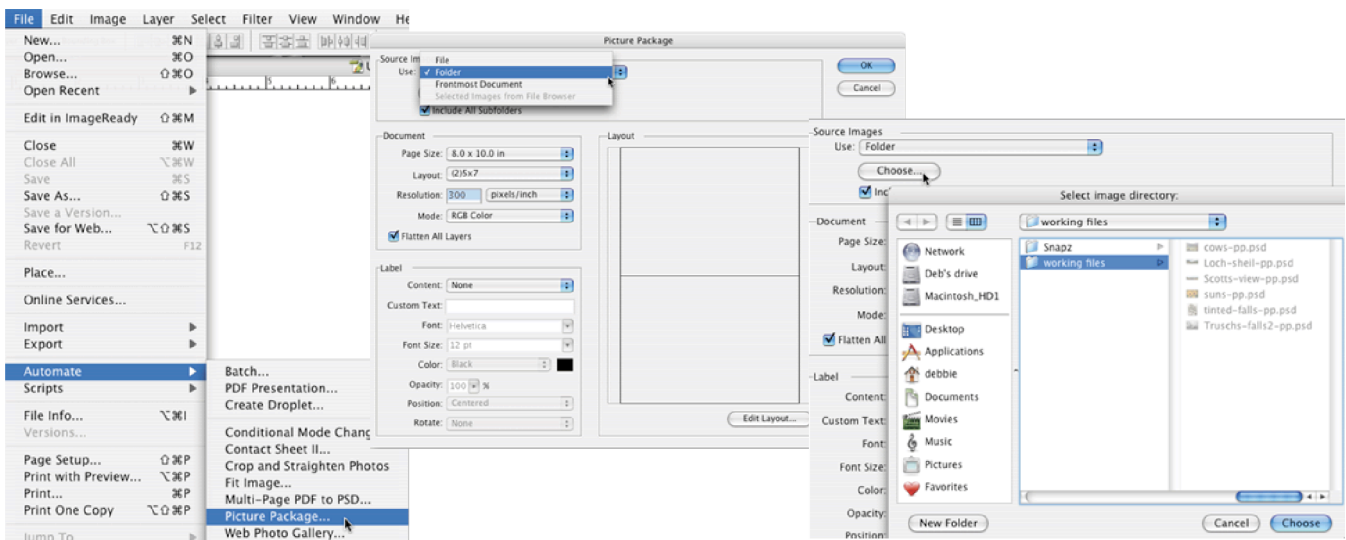 File Edit Image Layer Select Filter View Window He
New... ⌘N
Open... ⌘O
Browse... ⇧⌘O
Open Recent
Edit in ImageReady ⇧⌘M
Close ⌘W
Close All ⌥⌘W
Save ⌘S
Save As... ⇧⌘S
Save a Version...
Save for Web... ⌥⇧⌘S
Revert F12
Place...
Online Services...
Import
Export
Automate
Scripts
File Info... ⌥⌘I
Versions...
Page Setup... ⇧⌘P
Print with Preview... ⌥⌘P
Print... ⌘P
Print One Copy ⌥⇧⌘P
Jump To
Batch...
PDF Presentation...
Create Droplet...
Conditional Mode Chang
Contact Sheet II...
Crop and Straighten Photos
Fit Image...
Multi-Page PDF to PSD...
Picture Package...
Web Photo Gallery...
5 6
Picture Package
Source Im
Use:
File
✓ Folder
Frontmost Document
Selected Images from File Browser
Include All Subfolders
OK
Cancel
Document
Page Size: 8.0 x 10.0 in
Layout: (2)5x7
Resolution: 300 pixels/inch
Mode: RGB Color
Flatten All Layers
Label
Content: None
Custom Text:
Font: Helvetica
Font Size: 12 pt
Color: Black
Opacity: 100 %
Position: Centered
Rotate: None
Layout
Edit Layout...
Source Images
Use: Folder
Choose...
Inc
Document
Page Size:
Layout:
Resolution:
Mode:
Flatten All
Label
Content:
Custom Text:
Font:
Font Size:
Color:
Opacity:
Position:
Select image directory:
working files
Network
Deb's drive
Macintosh_HD1
Desktop
Applications
debbie
Documents
Movies
Music
Pictures
Favorites
Snapz
working files
cows-pp.psd
Loch-sheil-pp.psd
Scotts-view-pp.psd
suns-pp.psd
tinted-falls-pp.psd
Truschs-falls2-pp.psd
New Folder
Cancel
Choose